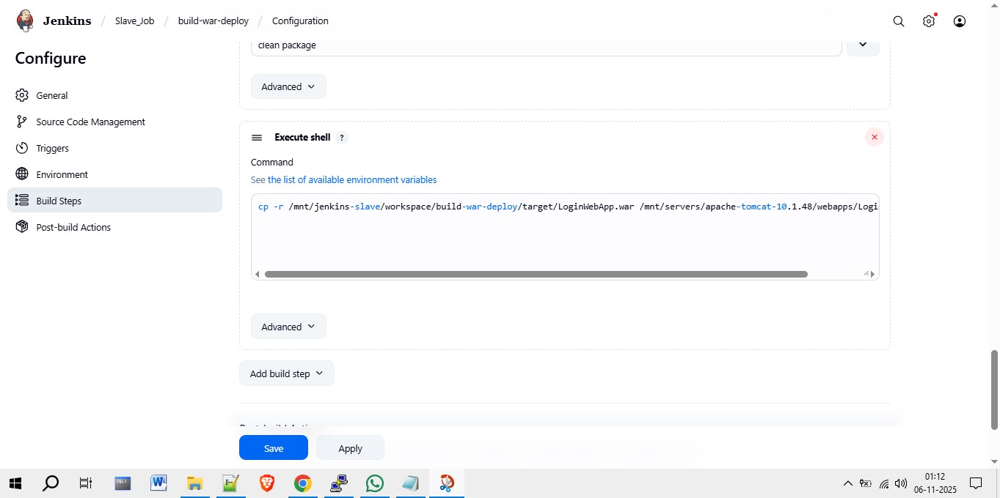 Jenkins / Slave_Job / build-war-deploy / Configuration
Configure
General
Source Code Management
Triggers
Environment
Build Steps
Post-build Actions
clean package
Advanced
Execute shell ?
Command
See the list of available environment variables
cp -r /mnt/jenkins-slave/workspace/build-war-deploy/target/LoginWebApp.war /mnt/servers/apache-tomcat-10.1.48/webapps/Logi
Advanced
Add build step
Post-build Actions
Save
Apply
01:12
06-11-2025